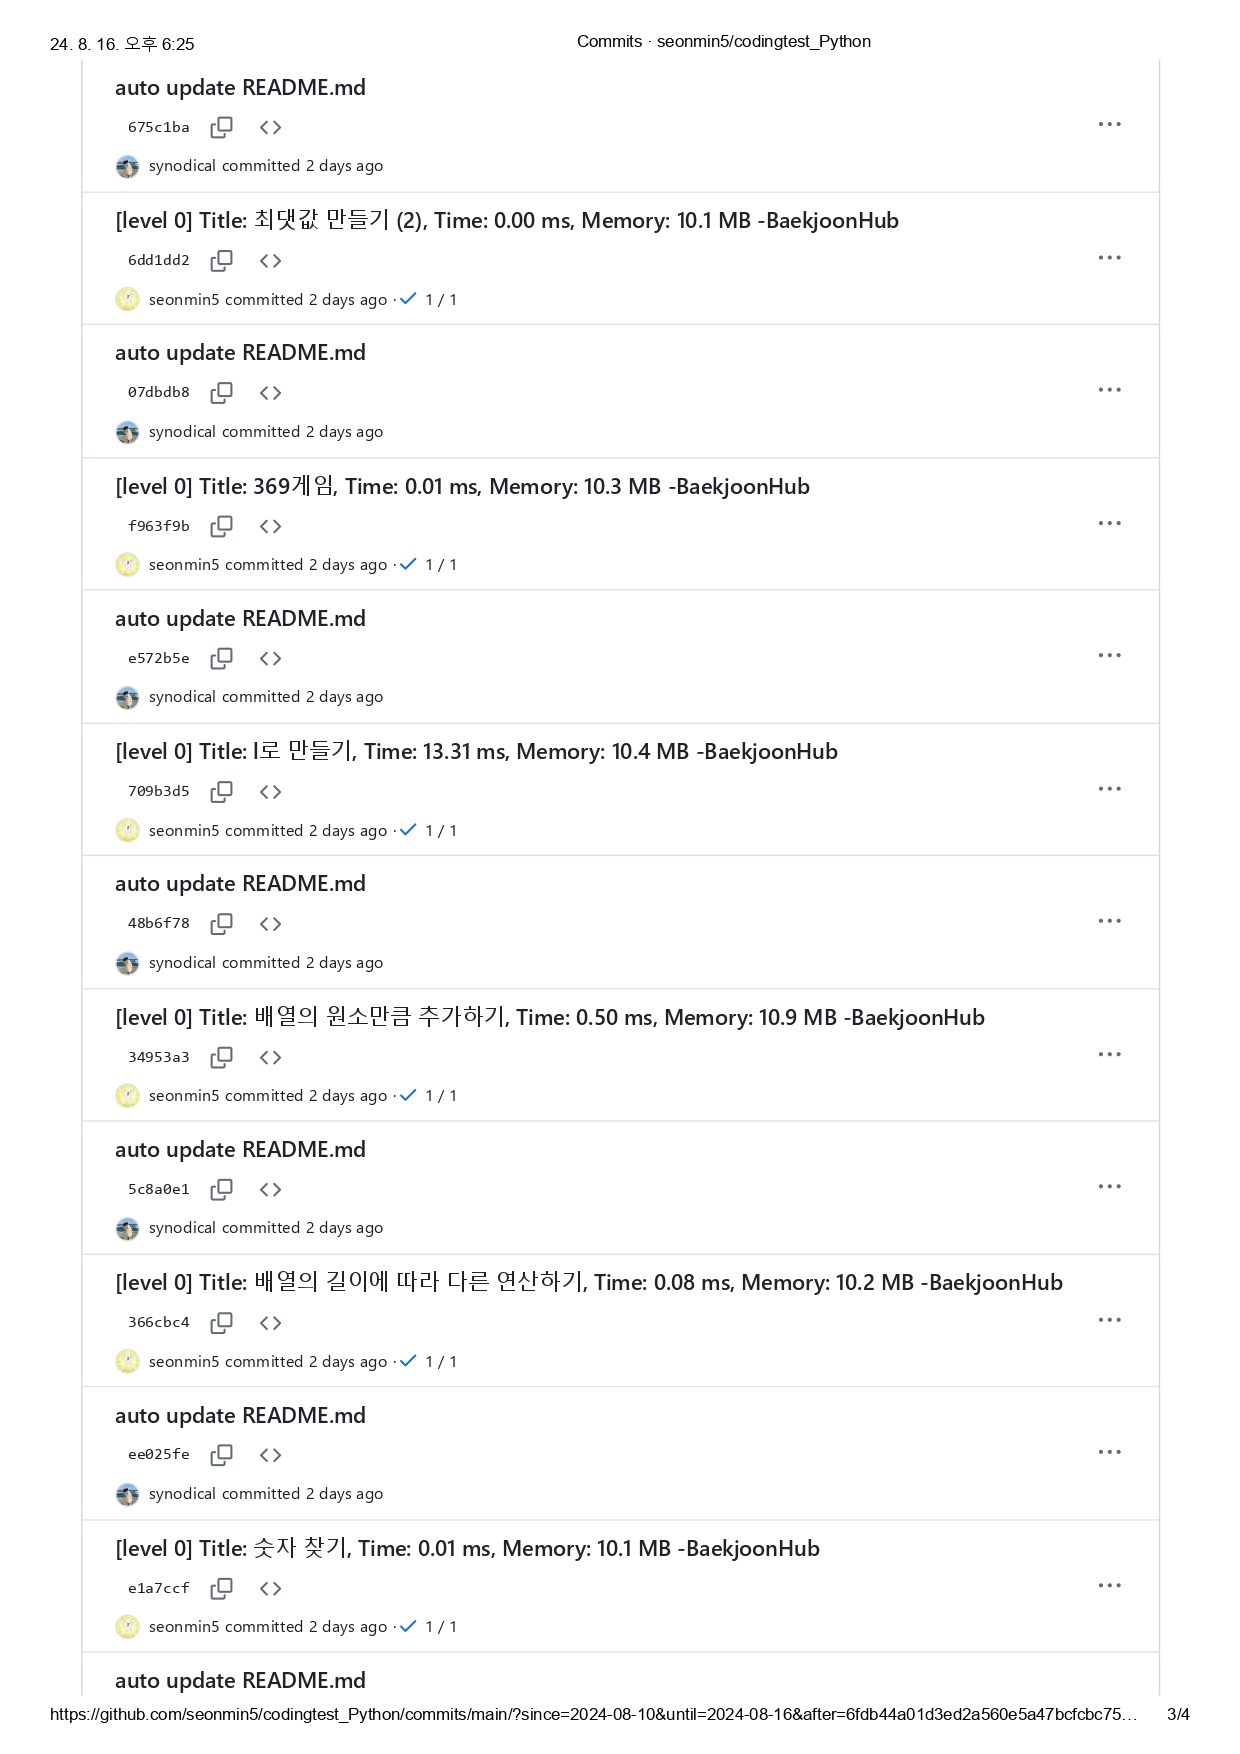 24. 8. 16. 오후 6:25
Commits · seonmin5/codingtest_Python
auto update README.md
675c1ba
synodical committed 2 days ago
[level 0] Title: 최댓값 만들기 (2), Time: 0.00 ms, Memory: 10.1 MB -BaekjoonHub
6dd1dd2
seonmin5 committed 2 days ago · 1 / 1
auto update README.md
07dbdb8
synodical committed 2 days ago
[level 0] Title: 369게임, Time: 0.01 ms, Memory: 10.3 MB -BaekjoonHub
f963f9b
seonmin5 committed 2 days ago · 1 / 1
auto update README.md
e572b5e
synodical committed 2 days ago
[level 0] Title: l로 만들기, Time: 13.31 ms, Memory: 10.4 MB -BaekjoonHub
709b3d5
seonmin5 committed 2 days ago · 1 / 1
auto update README.md
48b6f78
synodical committed 2 days ago
[level 0] Title: 배열의 원소만큼 추가하기, Time: 0.50 ms, Memory: 10.9 MB -BaekjoonHub
34953a3
seonmin5 committed 2 days ago · 1 / 1
auto update README.md
5c8a0e1
synodical committed 2 days ago
[level 0] Title: 배열의 길이에 따라 다른 연산하기, Time: 0.08 ms, Memory: 10.2 MB -BaekjoonHub
366cbc4
seonmin5 committed 2 days ago · 1 / 1
auto update README.md
ee025fe
synodical committed 2 days ago
[level 0] Title: 숫자 찾기, Time: 0.01 ms, Memory: 10.1 MB -BaekjoonHub
e1a7ccf
seonmin5 committed 2 days ago · 1 / 1
auto update README.md
https://github.com/seonmin5/codingtest_Python/commits/main/?since=2024-08-10&until=2024-08-16&after=6fdb44a01d3ed2a560e5a47bcfcbc75…
3/4